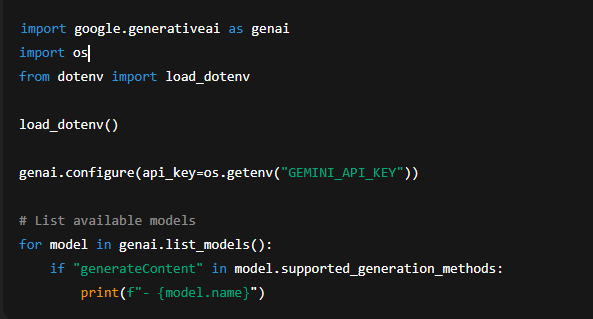 import google.generativeai as genai
import os
from dotenv import load_dotenv

load_dotenv()

genai.configure(api_key=os.getenv("GEMINI_API_KEY"))

# List available models
for model in genai.list_models():
    if "generateContent" in model.supported_generation_methods:
        print(f"- {model.name}")